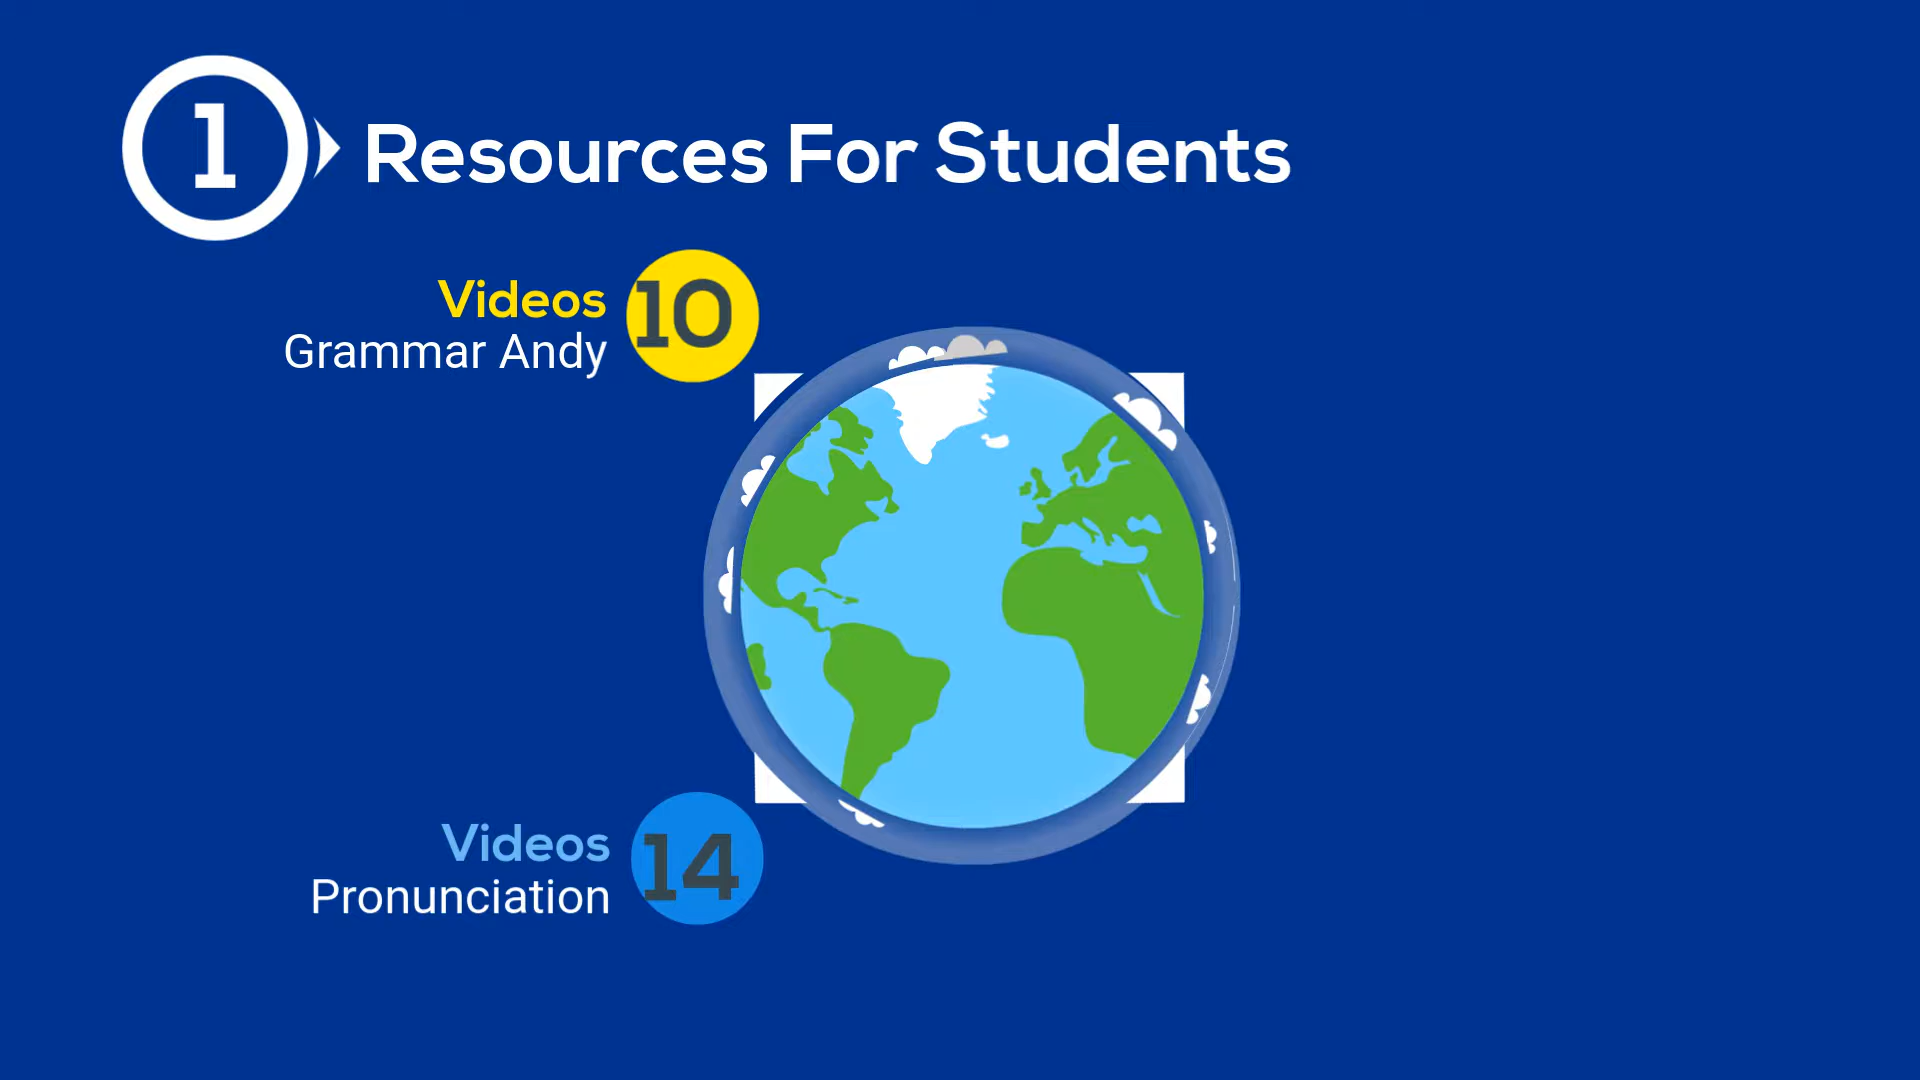 1
Resources For Students
Videos
Grammar Andy
10
Videos
Pronunciation
14